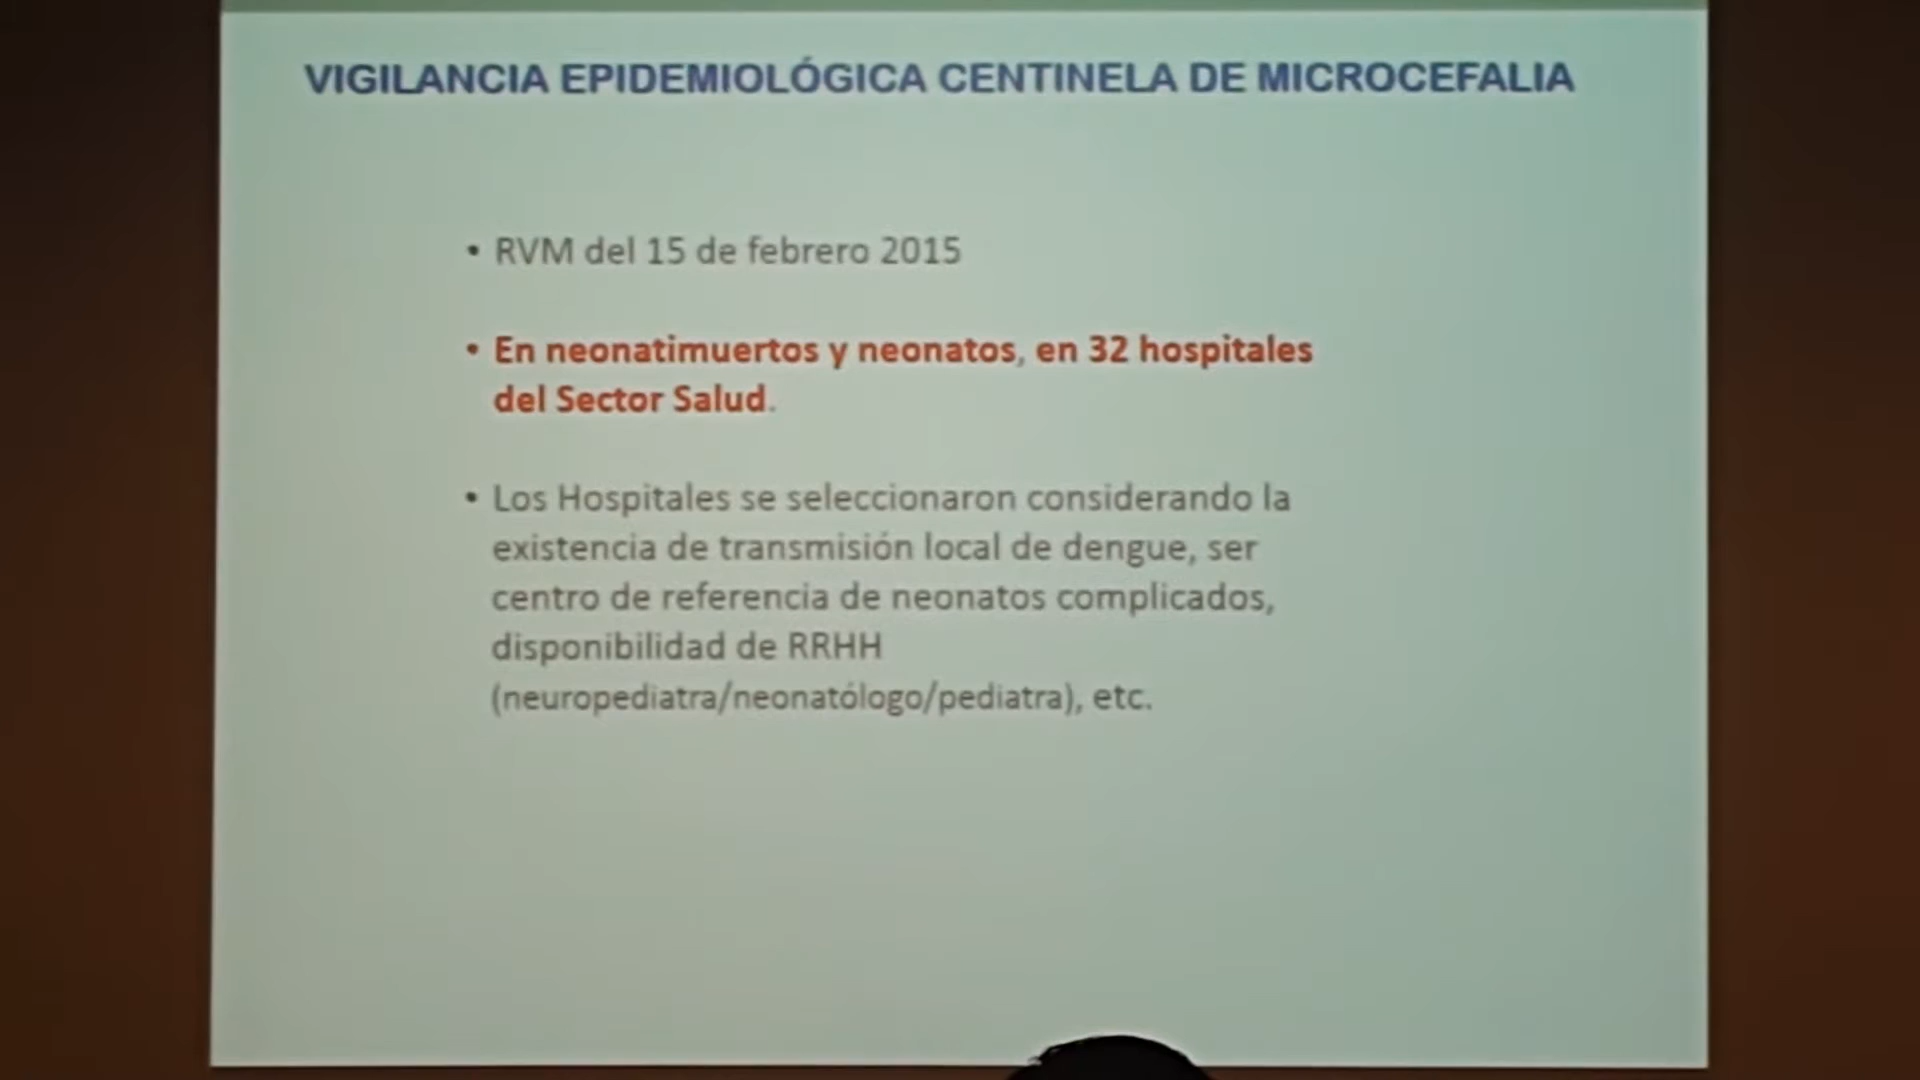 VIGILANCIA EPIDEMIOLÓGICA CENTINELA DE MICROCEFALIA
• RVM del 15 de febrero 2015
• En neonatimuertos y neonatos, en 32 hospitales
del Sector Salud.
• Los Hospitales se seleccionaron considerando la
existencia de transmisión local de dengue, ser
centro de referencia de neonatos complicados,
disponibilidad de RRHH
(neuropediatra/neonatólogo/pediatra), etc.